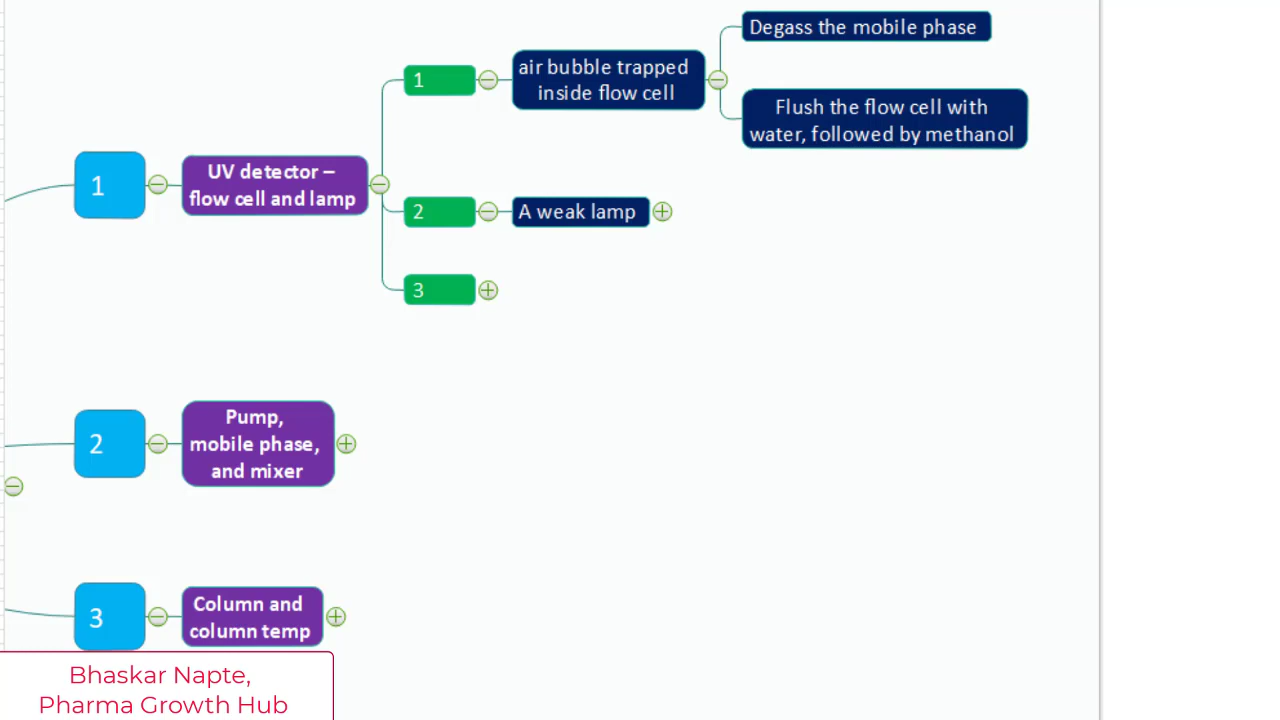 Degass the mobile phase
1
air bubble trapped
inside flow cell
Flush the flow cell with
water, followed by methanol
1
UV detector –
flow cell and lamp
2
A weak lamp
3
2
Pump,
mobile phase,
and mixer
3
Column and
column temp
Bhaskar Napte,
Pharma Growth Hub